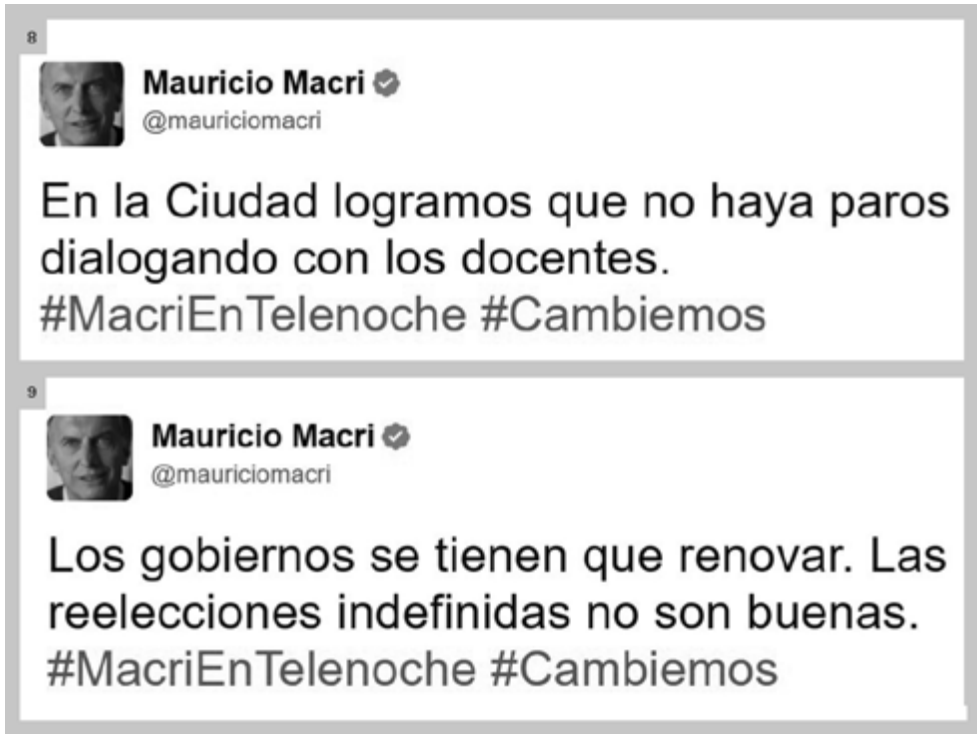 8
Mauricio Macri
@mauriciomacri
En la Ciudad logramos que no haya paros
dialogando con los docentes.
#MacriEnTelenoche #Cambiemos
9
Mauricio Macri
@mauriciomacri
Los gobiernos se tienen que renovar. Las
reelecciones indefinidas no son buenas.
#MacriEnTelenoche #Cambiemos